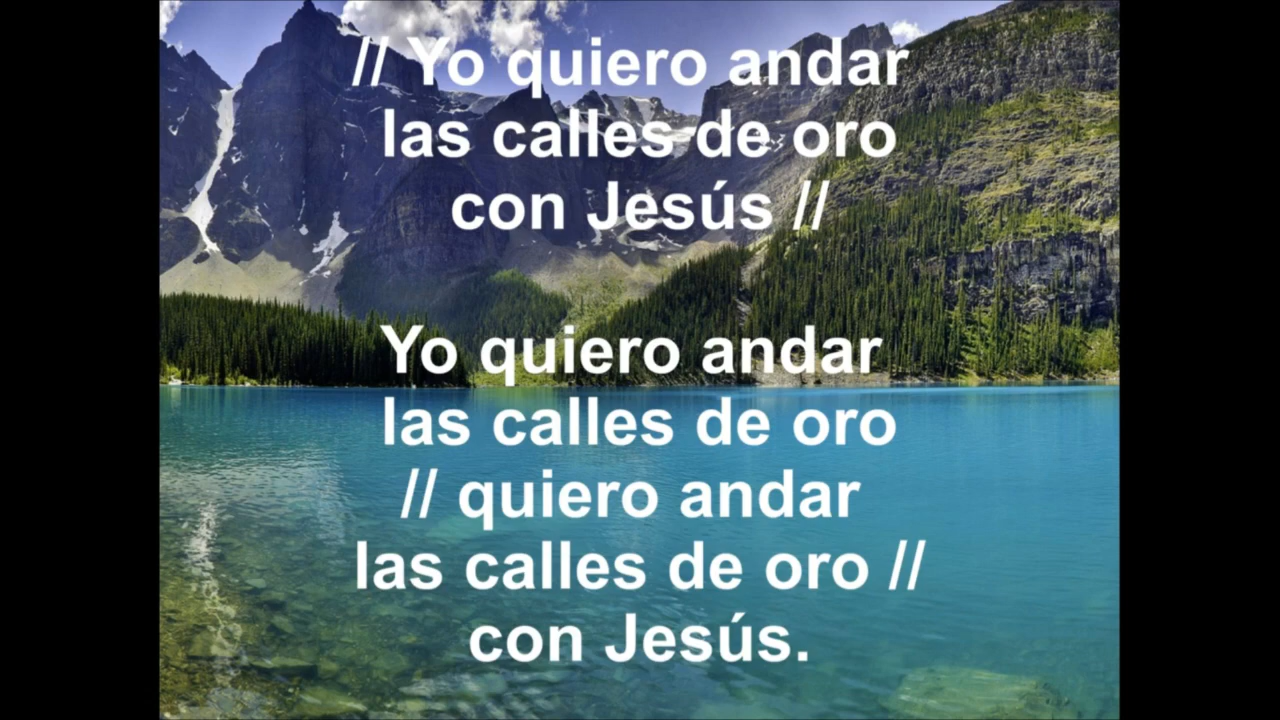 // Yo quiero andar
las calles de oro
con Jesús //
Yo quiero andar
las calles de oro
// quiero andar
las calles de oro //
con Jesús.